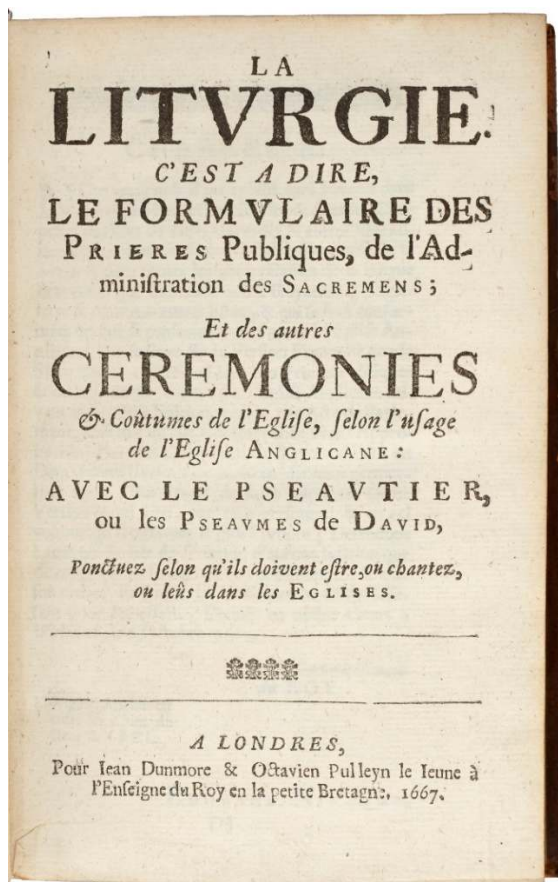 LA
LITVRGIE.
C'EST A DIRE,
LE FORMVLAIRE DES
PRIERES Publiques, de l'Ad-
miniſtration des SACREMENS;
Et des autres
CEREMONIES
& Coûtumes de l'Egliſe, ſelon l'uſage
de l'Egliſe ANGLICANE:
AVEC LE PSEAVTIER,
ou les PSEAVMES de DAVID,
Ponctuez ſelon qu'ils doivent eſtre, ou chantez,
ou leûs dans les EGLISES.
A LONDRES,
Pour Iean Dunmore & Octavien Pulleyn le Ieune à
l'Enſeigne du Roy en la petite Bretagne, 1667.